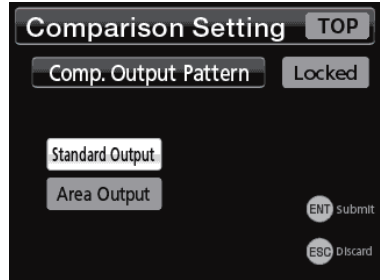 Comparison Setting TOP
Comp. Output Pattern Locked
Standard Output
Area Output
ENT Submit
ESC Discard